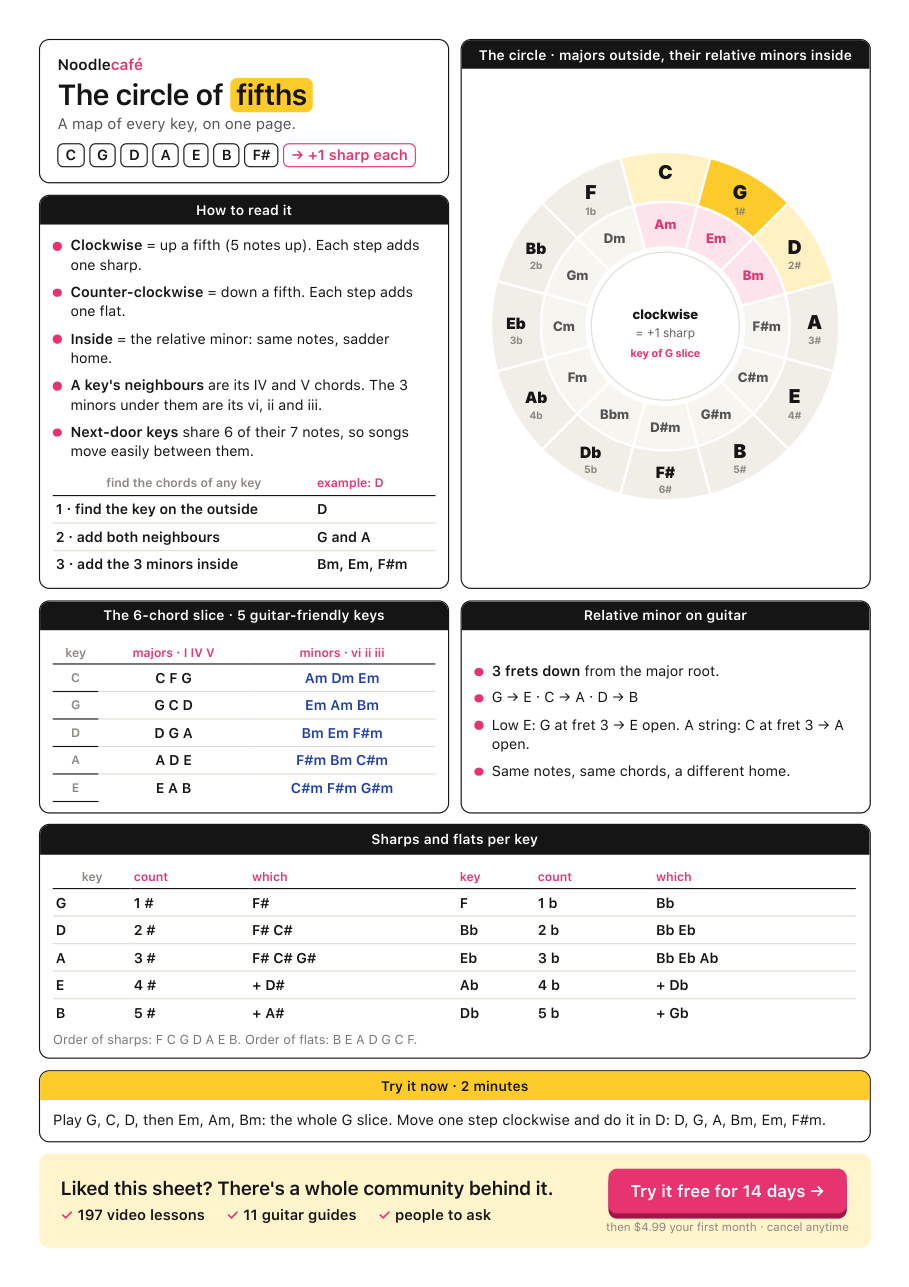 Noodlecafé
The circle of fifths
A map of every key, on one page.
C G D A E B F# → +1 sharp each
How to read it
Clockwise = up a fifth (5 notes up). Each step adds
one sharp.
Counter-clockwise = down a fifth. Each step adds
one flat.
Inside = the relative minor: same notes, sadder
home.
A key's neighbours are its IV and V chords. The 3
minors under them are its vi, ii and iii.
Next-door keys share 6 of their 7 notes, so songs
move easily between them.
find the chords of any key example: D
1 · find the key on the outside D
2 · add both neighbours G and A
3 · add the 3 minors inside Bm, Em, F#m
The circle · majors outside, their relative minors inside
C
G
1#
D
2#
A
3#
E
4#
B
5#
F#
6#
Db
5b
Ab
4b
Eb
3b
Bb
2b
F
1b
Am
Em
Bm
F#m
C#m
G#m
D#m
Bbm
Fm
Cm
Gm
Dm
clockwise
= +1 sharp
key of G slice
The 6-chord slice · 5 guitar-friendly keys
key majors · I IV V minors · vi ii iii
C C F G Am Dm Em
G G C D Em Am Bm
D D G A Bm Em F#m
A A D E F#m Bm C#m
E E A B C#m F#m G#m
Relative minor on guitar
3 frets down from the major root.
G → E · C → A · D → B
Low E: G at fret 3 → E open. A string: C at fret 3 → A
open.
Same notes, same chords, a different home.
Sharps and flats per key
key count which key count which
G 1 # F# F 1 b Bb
D 2 # F# C# Bb 2 b Bb Eb
A 3 # F# C# G# Eb 3 b Bb Eb Ab
E 4 # + D# Ab 4 b + Db
B 5 # + A# Db 5 b + Gb
Order of sharps: F C G D A E B. Order of flats: B E A D G C F.
Try it now · 2 minutes
Play G, C, D, then Em, Am, Bm: the whole G slice. Move one step clockwise and do it in D: D, G, A, Bm, Em, F#m.
Liked this sheet? There's a whole community behind it.
✓ 197 video lessons ✓ 11 guitar guides ✓ people to ask
Try it free for 14 days →
then $4.99 your first month · cancel anytime